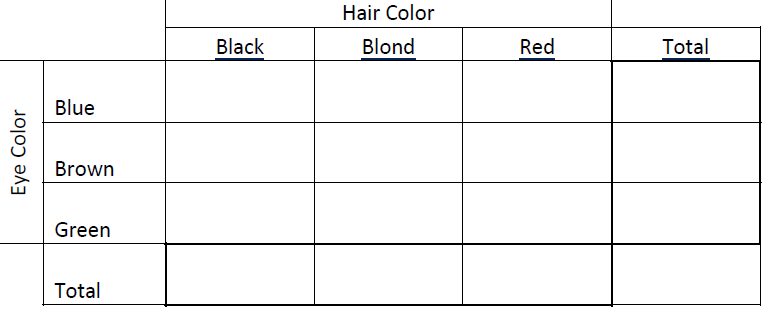 Hair Color
Black Blond Red Total
Eye Color
Blue
Brown
Green
Total